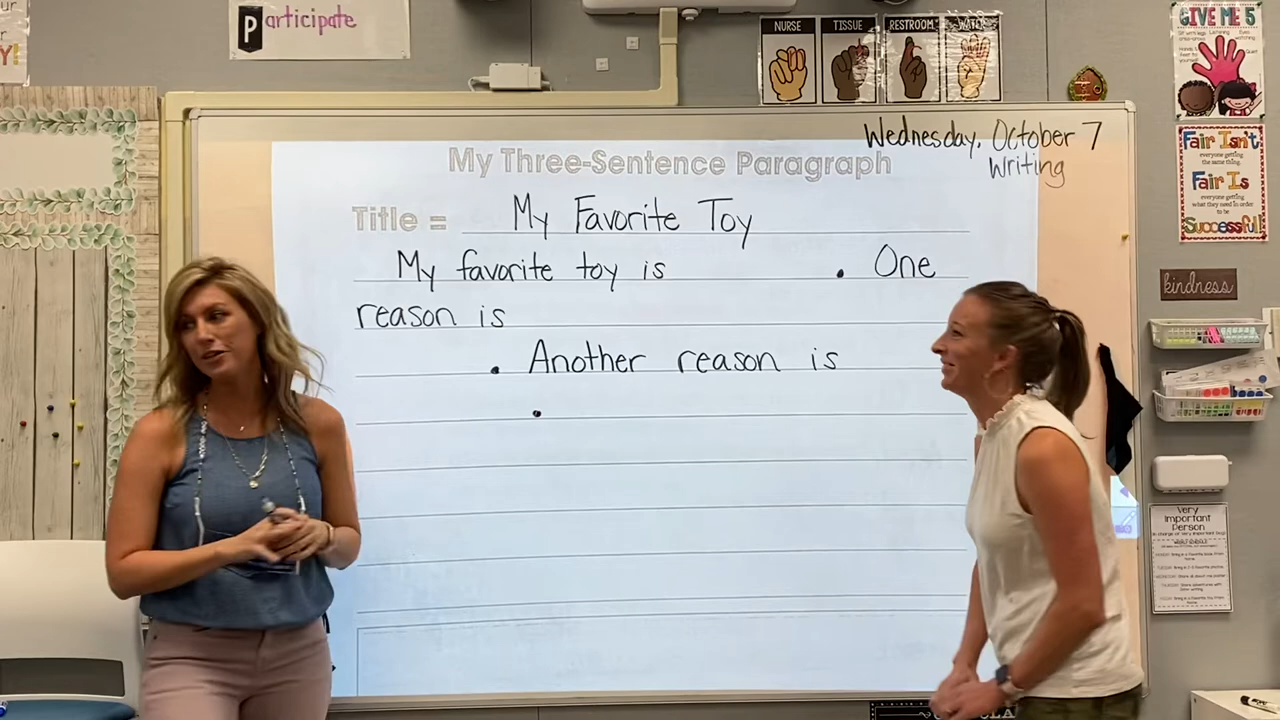 Participate
NURSE
TISSUE
RESTROOM
WATER
GIVE ME 5
Wednesday, October 7
Writing
My Three-Sentence Paragraph
Title = My Favorite Toy
My favorite toy is . One
reason is
. Another reason is
.
Fair Isn't
everyone getting
the same thing.
Fair Is
everyone getting
what they need in order
to be
Successful!
kindness
Very
Important
Person